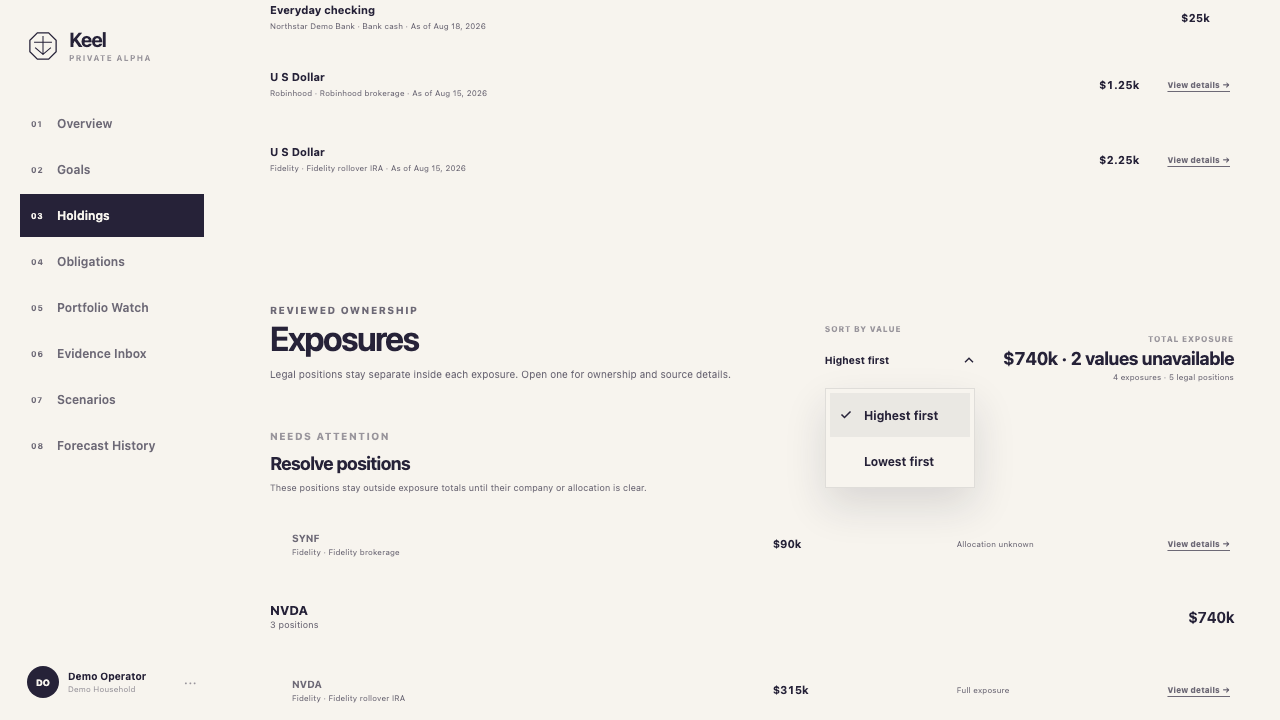 Keel
PRIVATE ALPHA
01 Overview
02 Goals
03 Holdings
04 Obligations
05 Portfolio Watch
06 Evidence Inbox
07 Scenarios
08 Forecast History
DO
Demo Operator
Demo Household
...
Everyday checking
Northstar Demo Bank · Bank cash · As of Aug 18, 2026
$25k
U S Dollar
Robinhood · Robinhood brokerage · As of Aug 15, 2026
$1.25k
View details →
U S Dollar
Fidelity · Fidelity rollover IRA · As of Aug 15, 2026
$2.25k
View details →
REVIEWED OWNERSHIP
Exposures
Legal positions stay separate inside each exposure. Open one for ownership and source details.
SORT BY VALUE
Highest first
Highest first
Lowest first
TOTAL EXPOSURE
$740k · 2 values unavailable
4 exposures · 5 legal positions
NEEDS ATTENTION
Resolve positions
These positions stay outside exposure totals until their company or allocation is clear.
SYNF
Fidelity · Fidelity brokerage
$90k
Allocation unknown
View details →
NVDA
3 positions
$740k
NVDA
Fidelity · Fidelity rollover IRA
$315k
Full exposure
View details →